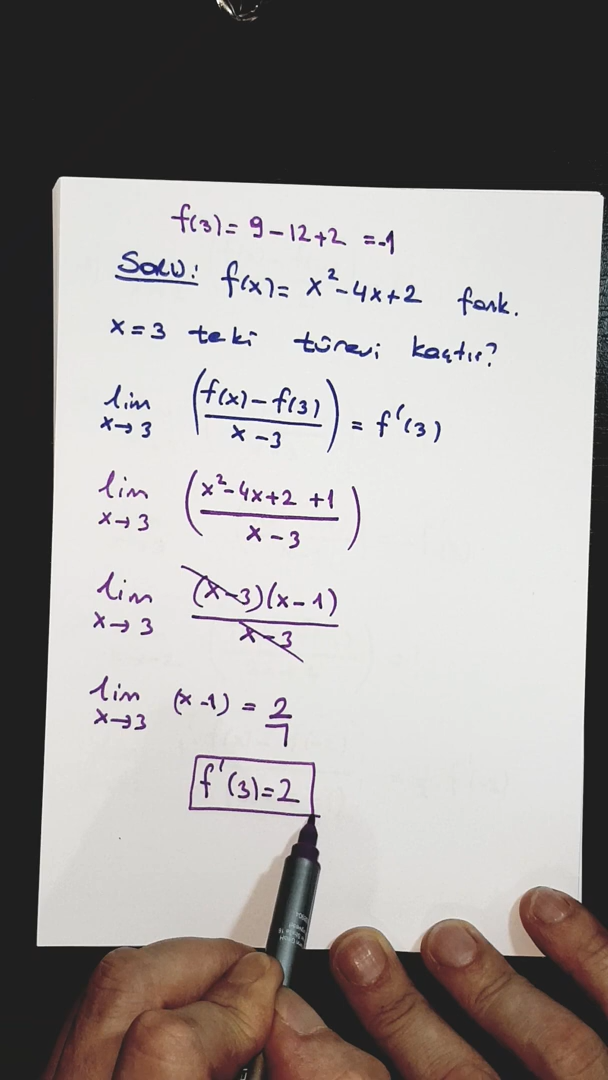 f(3) = 9 - 12 + 2 = -1
Soru: f(x) = x² - 4x + 2 fonk.
x = 3 teki türevi kaçtır?
lim x→3 ( (f(x) - f(3)) / (x - 3) ) = f'(3)
lim x→3 ( (x² - 4x + 2 + 1) / (x - 3) )
lim x→3 (x - 3)(x - 1) / (x - 3)
lim x→3 (x - 1) = 2
f'(3) = 2